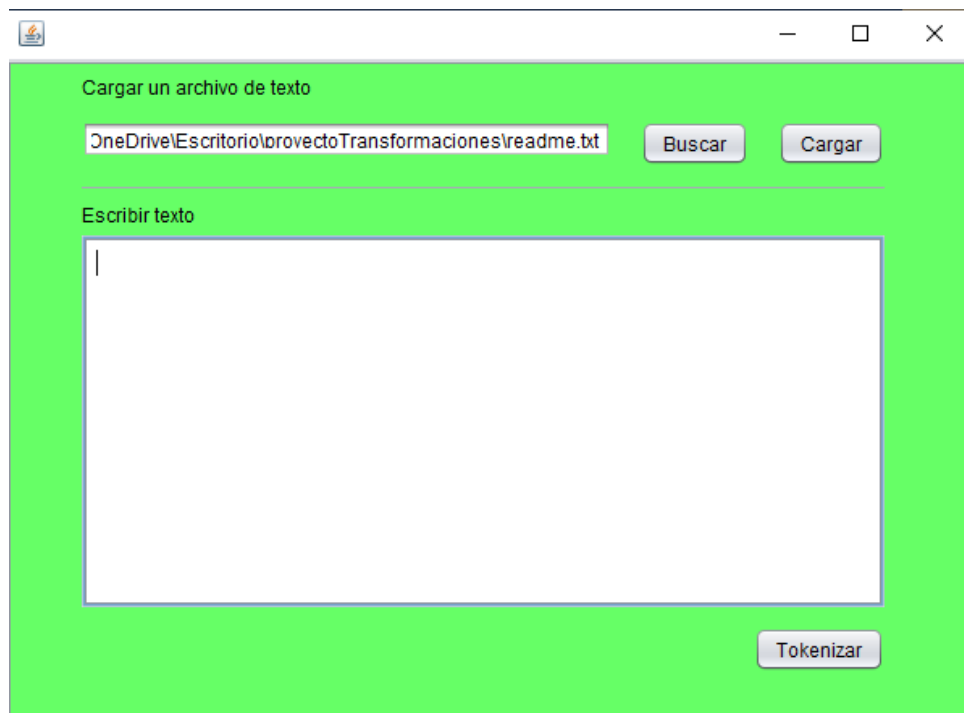 Cargar un archivo de texto
OneDrive\Escritorio\proyectoTransformaciones\readme.txt
Buscar
Cargar
Escribir texto
Tokenizar